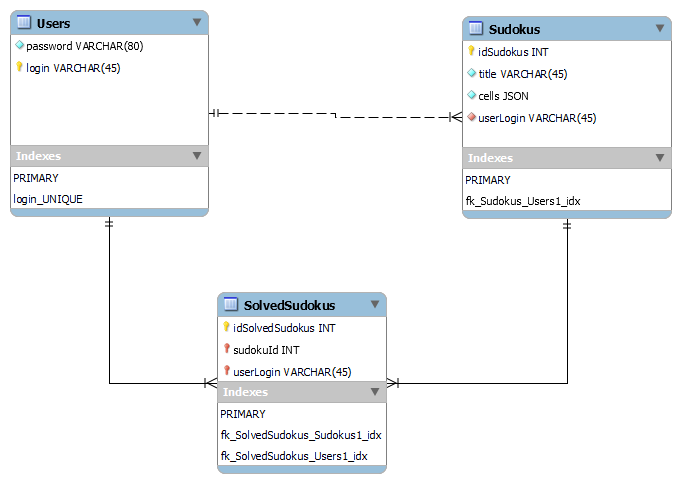 Users
password VARCHAR(80)
login VARCHAR(45)
Indexes
PRIMARY
login_UNIQUE
Sudokus
idSudokus INT
title VARCHAR(45)
cells JSON
userLogin VARCHAR(45)
Indexes
PRIMARY
fk_Sudokus_Users1_idx
SolvedSudokus
idSolvedSudokus INT
sudokuId INT
userLogin VARCHAR(45)
Indexes
PRIMARY
fk_SolvedSudokus_Sudokus1_idx
fk_SolvedSudokus_Users1_idx